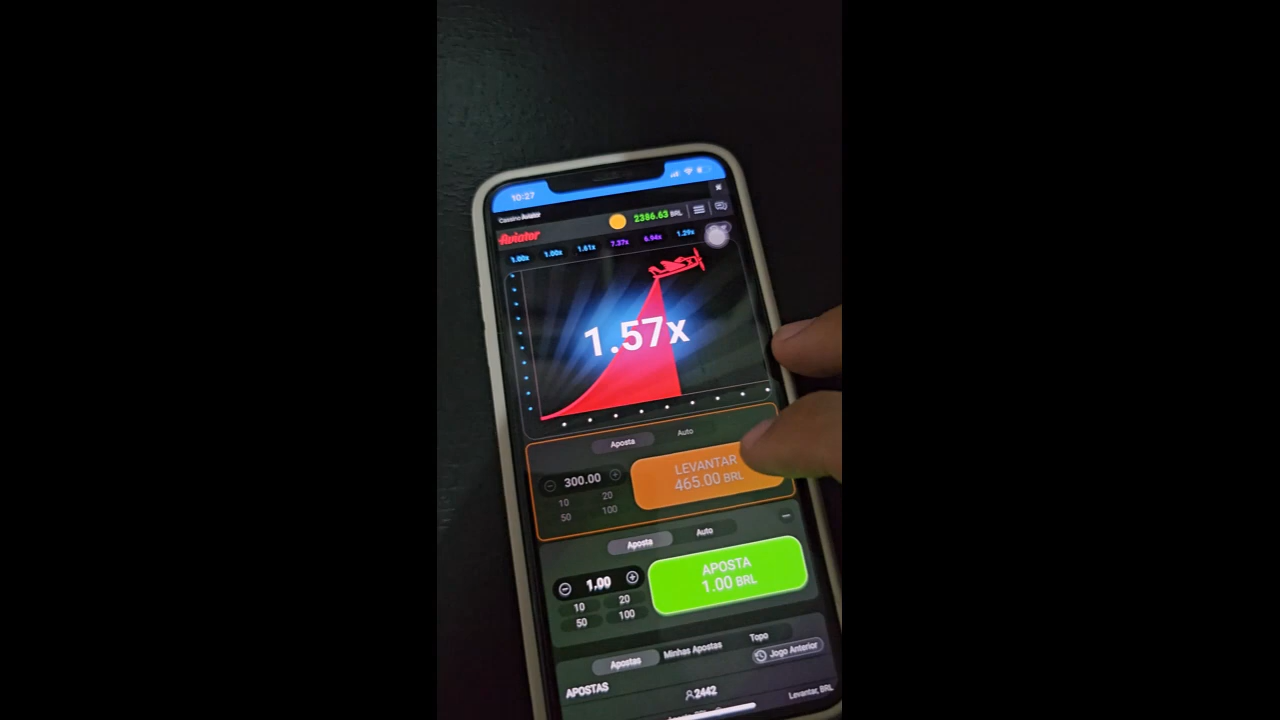 10:27
Cassino Aviator
Aviator
2386.63 BRL
1.00x 1.00x 1.61x 7.37x 6.94x 1.29x
1.57x
Aposta Auto
300.00
10 20
50 100
LEVANTAR
465.00 BRL
Aposta Auto
1.00
10 20
50 100
APOSTA
1.00 BRL
Apostas Minhas Apostas Topo
APOSTAS
Jogo Anterior
2442
Levantar, BRL